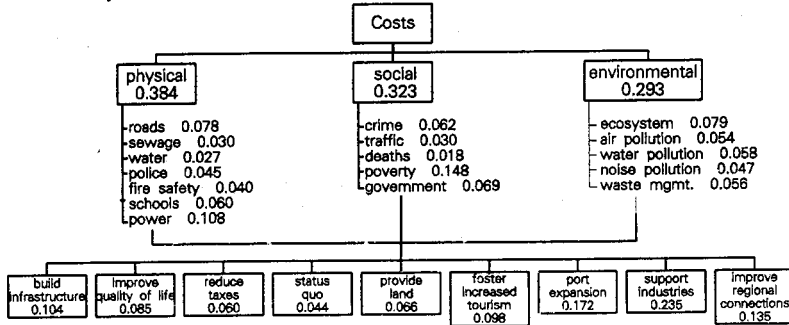 Costs
physical
0.384
social
0.323
environmental
0.293
roads 0.078
sewage 0.030
water 0.027
police 0.045
fire safety 0.040
schools 0.060
power 0.108
crime 0.062
traffic 0.030
deaths 0.018
poverty 0.148
government 0.069
ecosystem 0.079
air pollution 0.054
water pollution 0.058
noise pollution 0.047
waste mgmt. 0.056
build
infrastructure
0.104
improve
quality of life
0.085
reduce
taxes
0.060
status
quo
0.044
provide
land
0.066
foster
increased
tourism
0.098
port
expansion
0.172
support
industries
0.235
improve
regional
connections
0.135